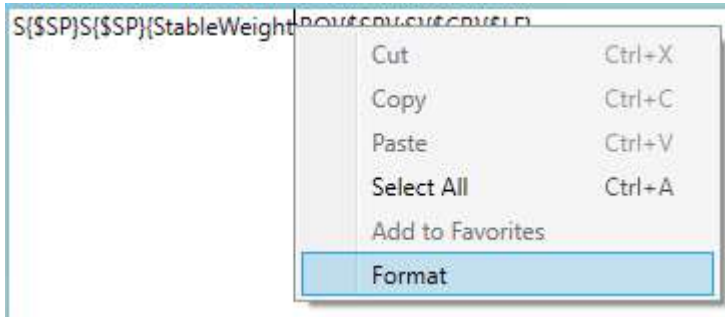 S{$SP}S{$SP}{StableWeight
Cut Ctrl+X
Copy Ctrl+C
Paste Ctrl+V
Select All Ctrl+A
Add to Favorites
Format